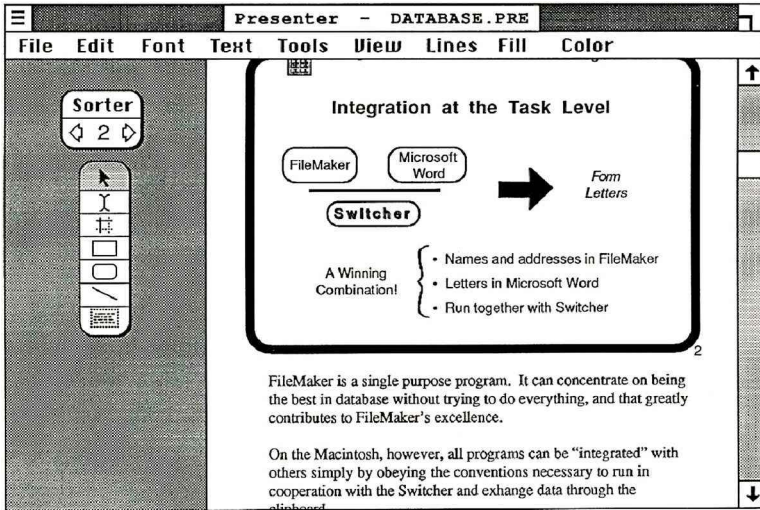 Presenter - DATABASE.PRE
File Edit Font Text Tools View Lines Fill Color
Sorter
2
Integration at the Task Level
FileMaker
Microsoft
Word
Switcher
Form
Letters
A Winning
Combination!
• Names and addresses in FileMaker
• Letters in Microsoft Word
• Run together with Switcher
2
FileMaker is a single purpose program. It can concentrate on being
the best in database without trying to do everything, and that greatly
contributes to FileMaker's excellence.
On the Macintosh, however, all programs can be “integrated” with
others simply by obeying the conventions necessary to run in
cooperation with the Switcher and exhange data through the
clipboard